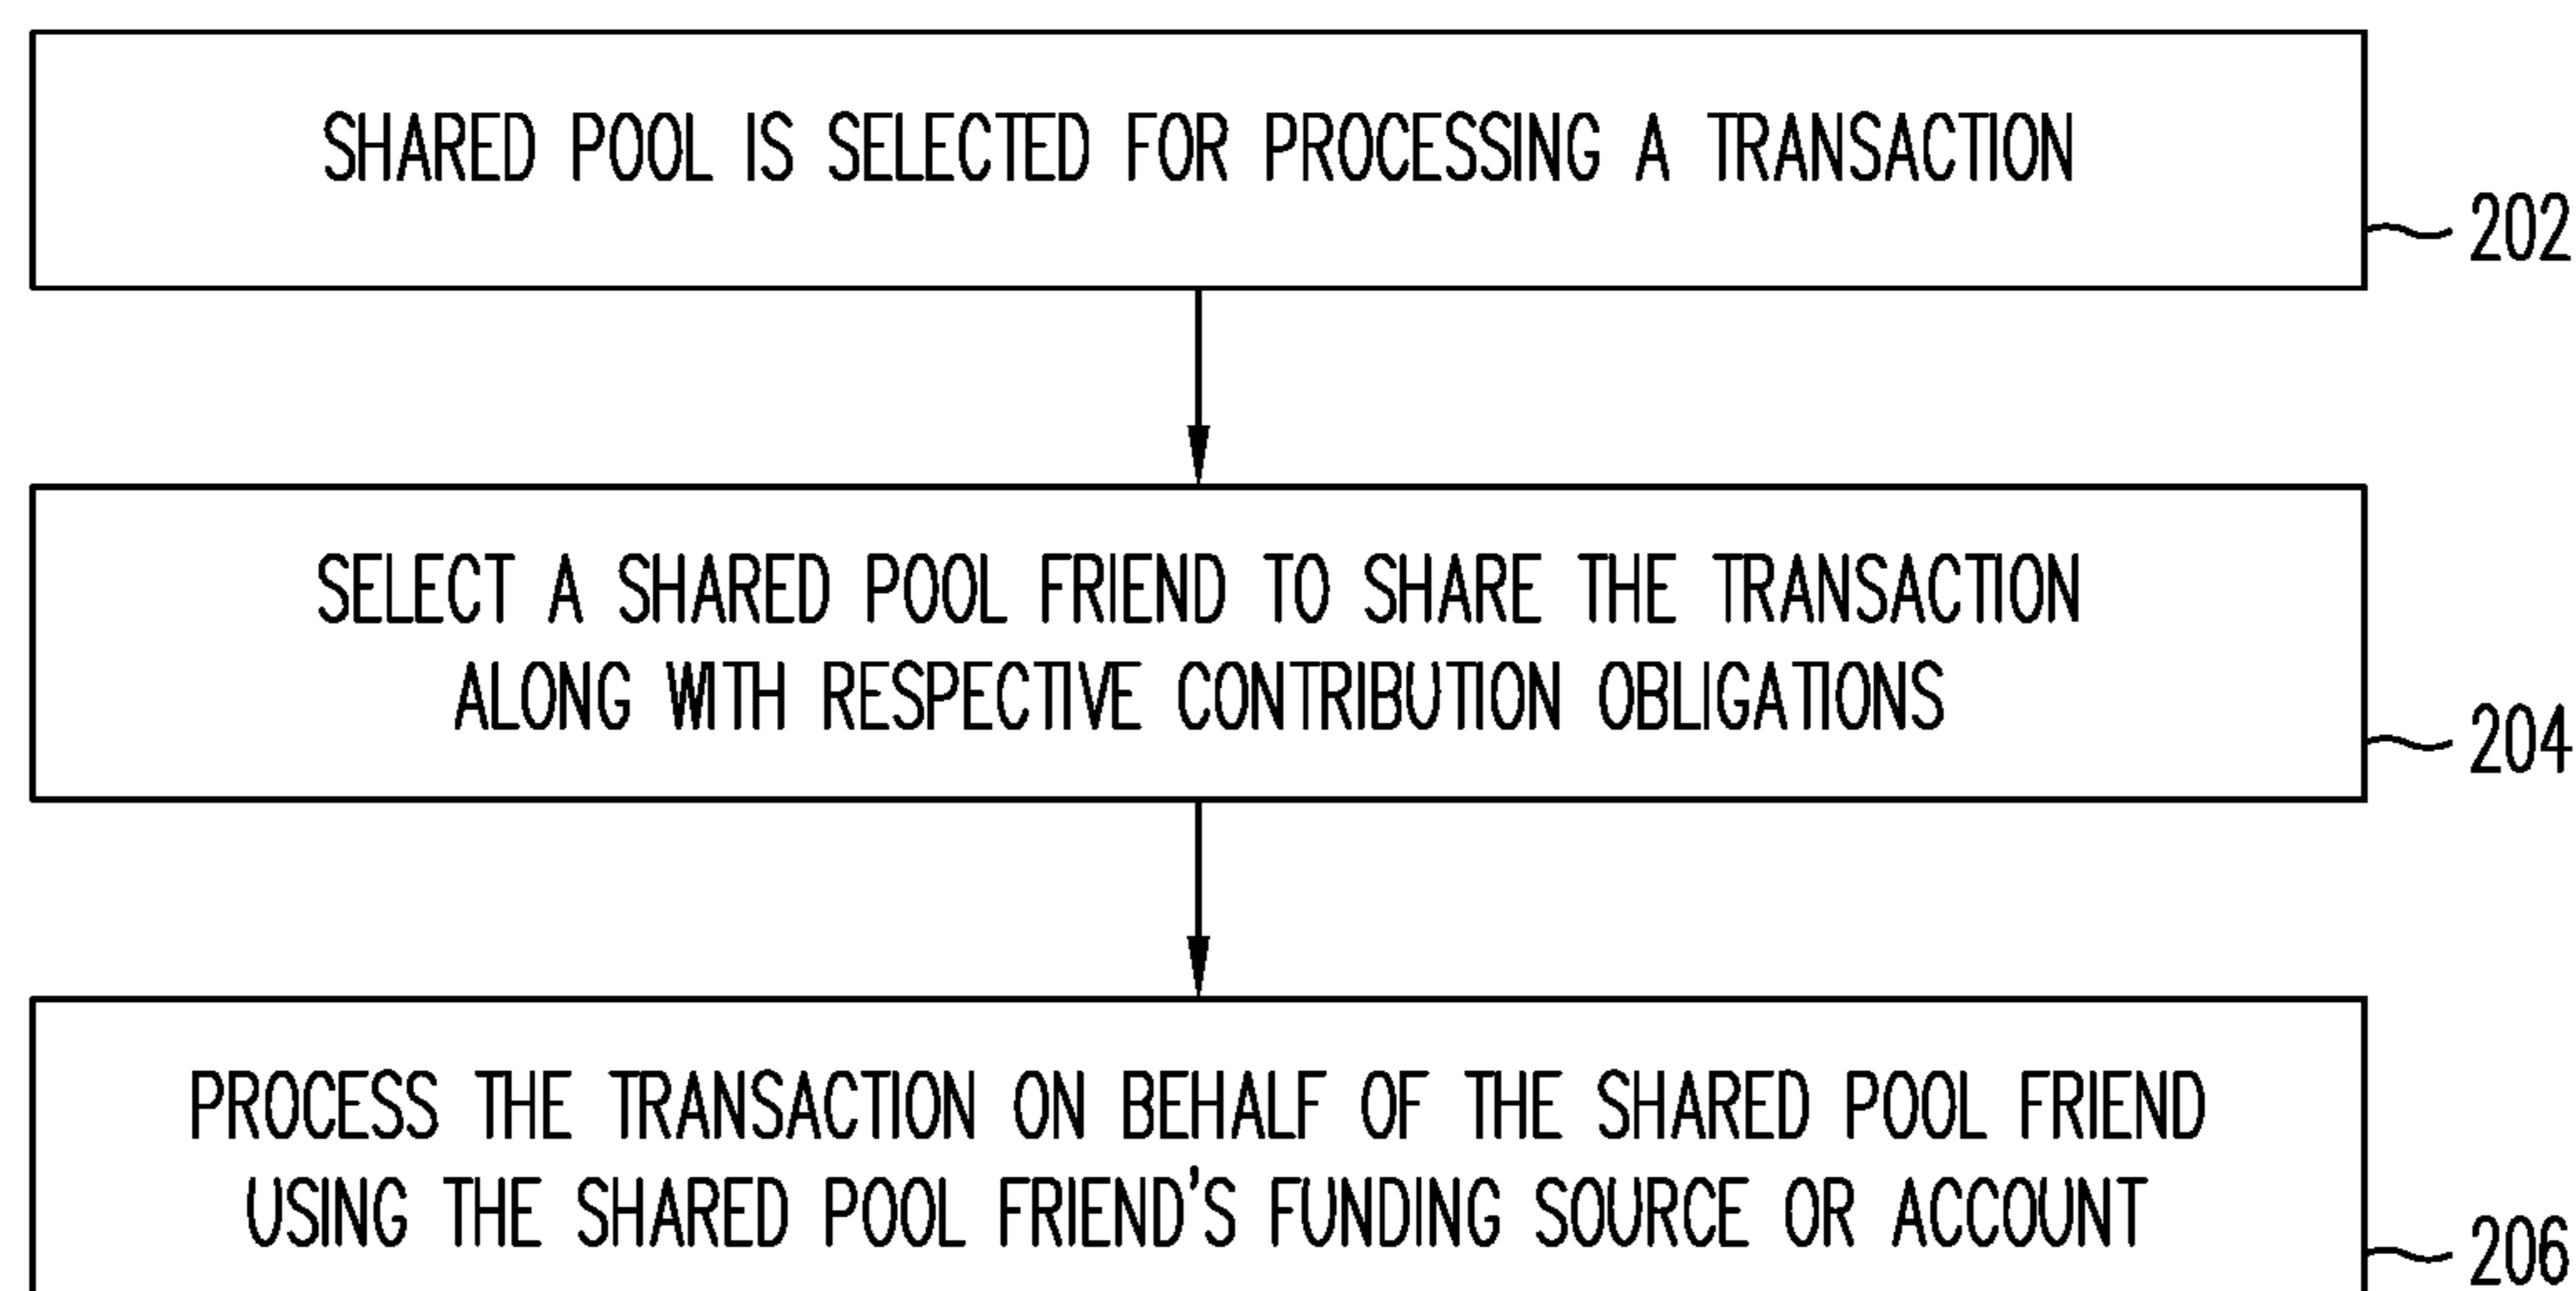 SHARED POOL IS SELECTED FOR PROCESSING A TRANSACTION
202
SELECT A SHARED POOL FRIEND TO SHARE THE TRANSACTION
ALONG WITH RESPECTIVE CONTRIBUTION OBLIGATIONS
204
PROCESS THE TRANSACTION ON BEHALF OF THE SHARED POOL FRIEND
USING THE SHARED POOL FRIEND'S FUNDING SOURCE OR ACCOUNT
206